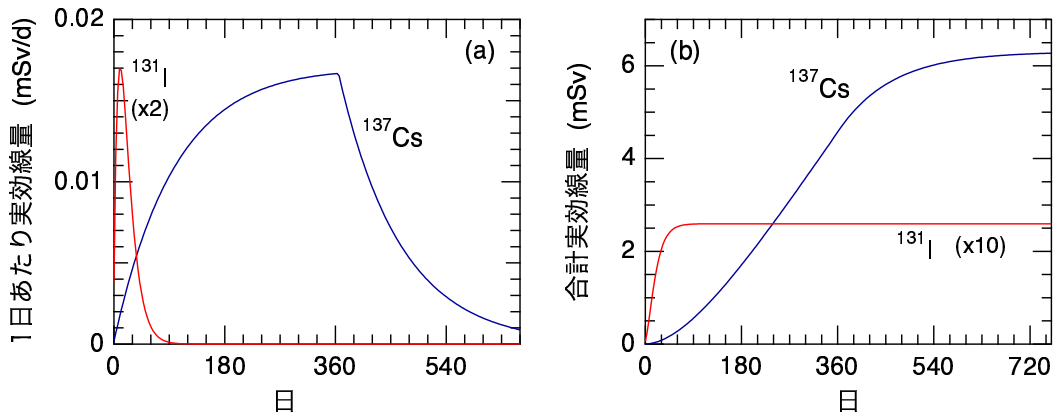 1日あたり実効線量 (mSv/d)
0.02
0.01
0
131I
(x2)
(a)
137Cs
0 180 360 540
日
合計実効線量 (mSv)
6
4
2
0
(b)
137Cs
131I (x10)
0 180 360 540 720
日